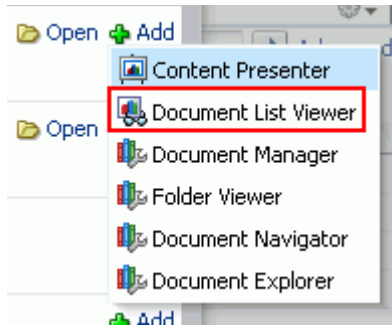 Open Add
Content Presenter
Document List Viewer
Open
Document Manager
Folder Viewer
Document Navigator
Document Explorer
Add